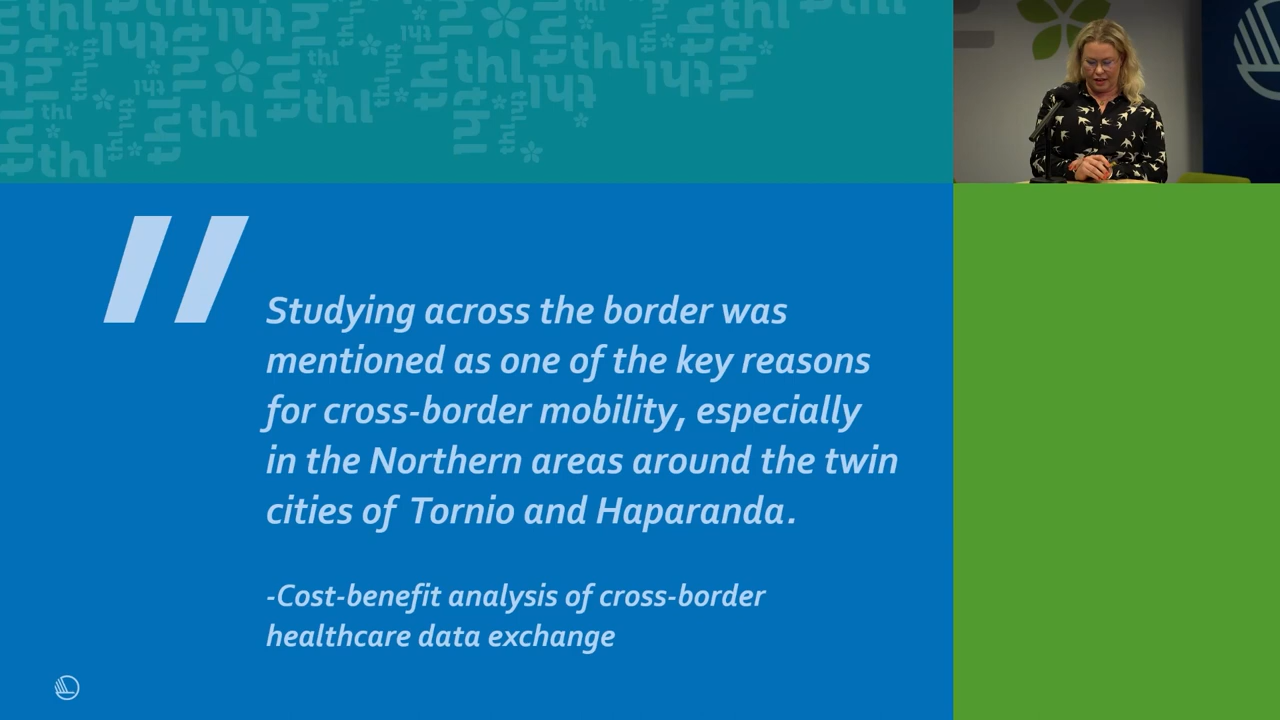 "
Studying across the border was
mentioned as one of the key reasons
for cross-border mobility, especially
in the Northern areas around the twin
cities of Tornio and Haparanda.
-Cost-benefit analysis of cross-border
healthcare data exchange
thl